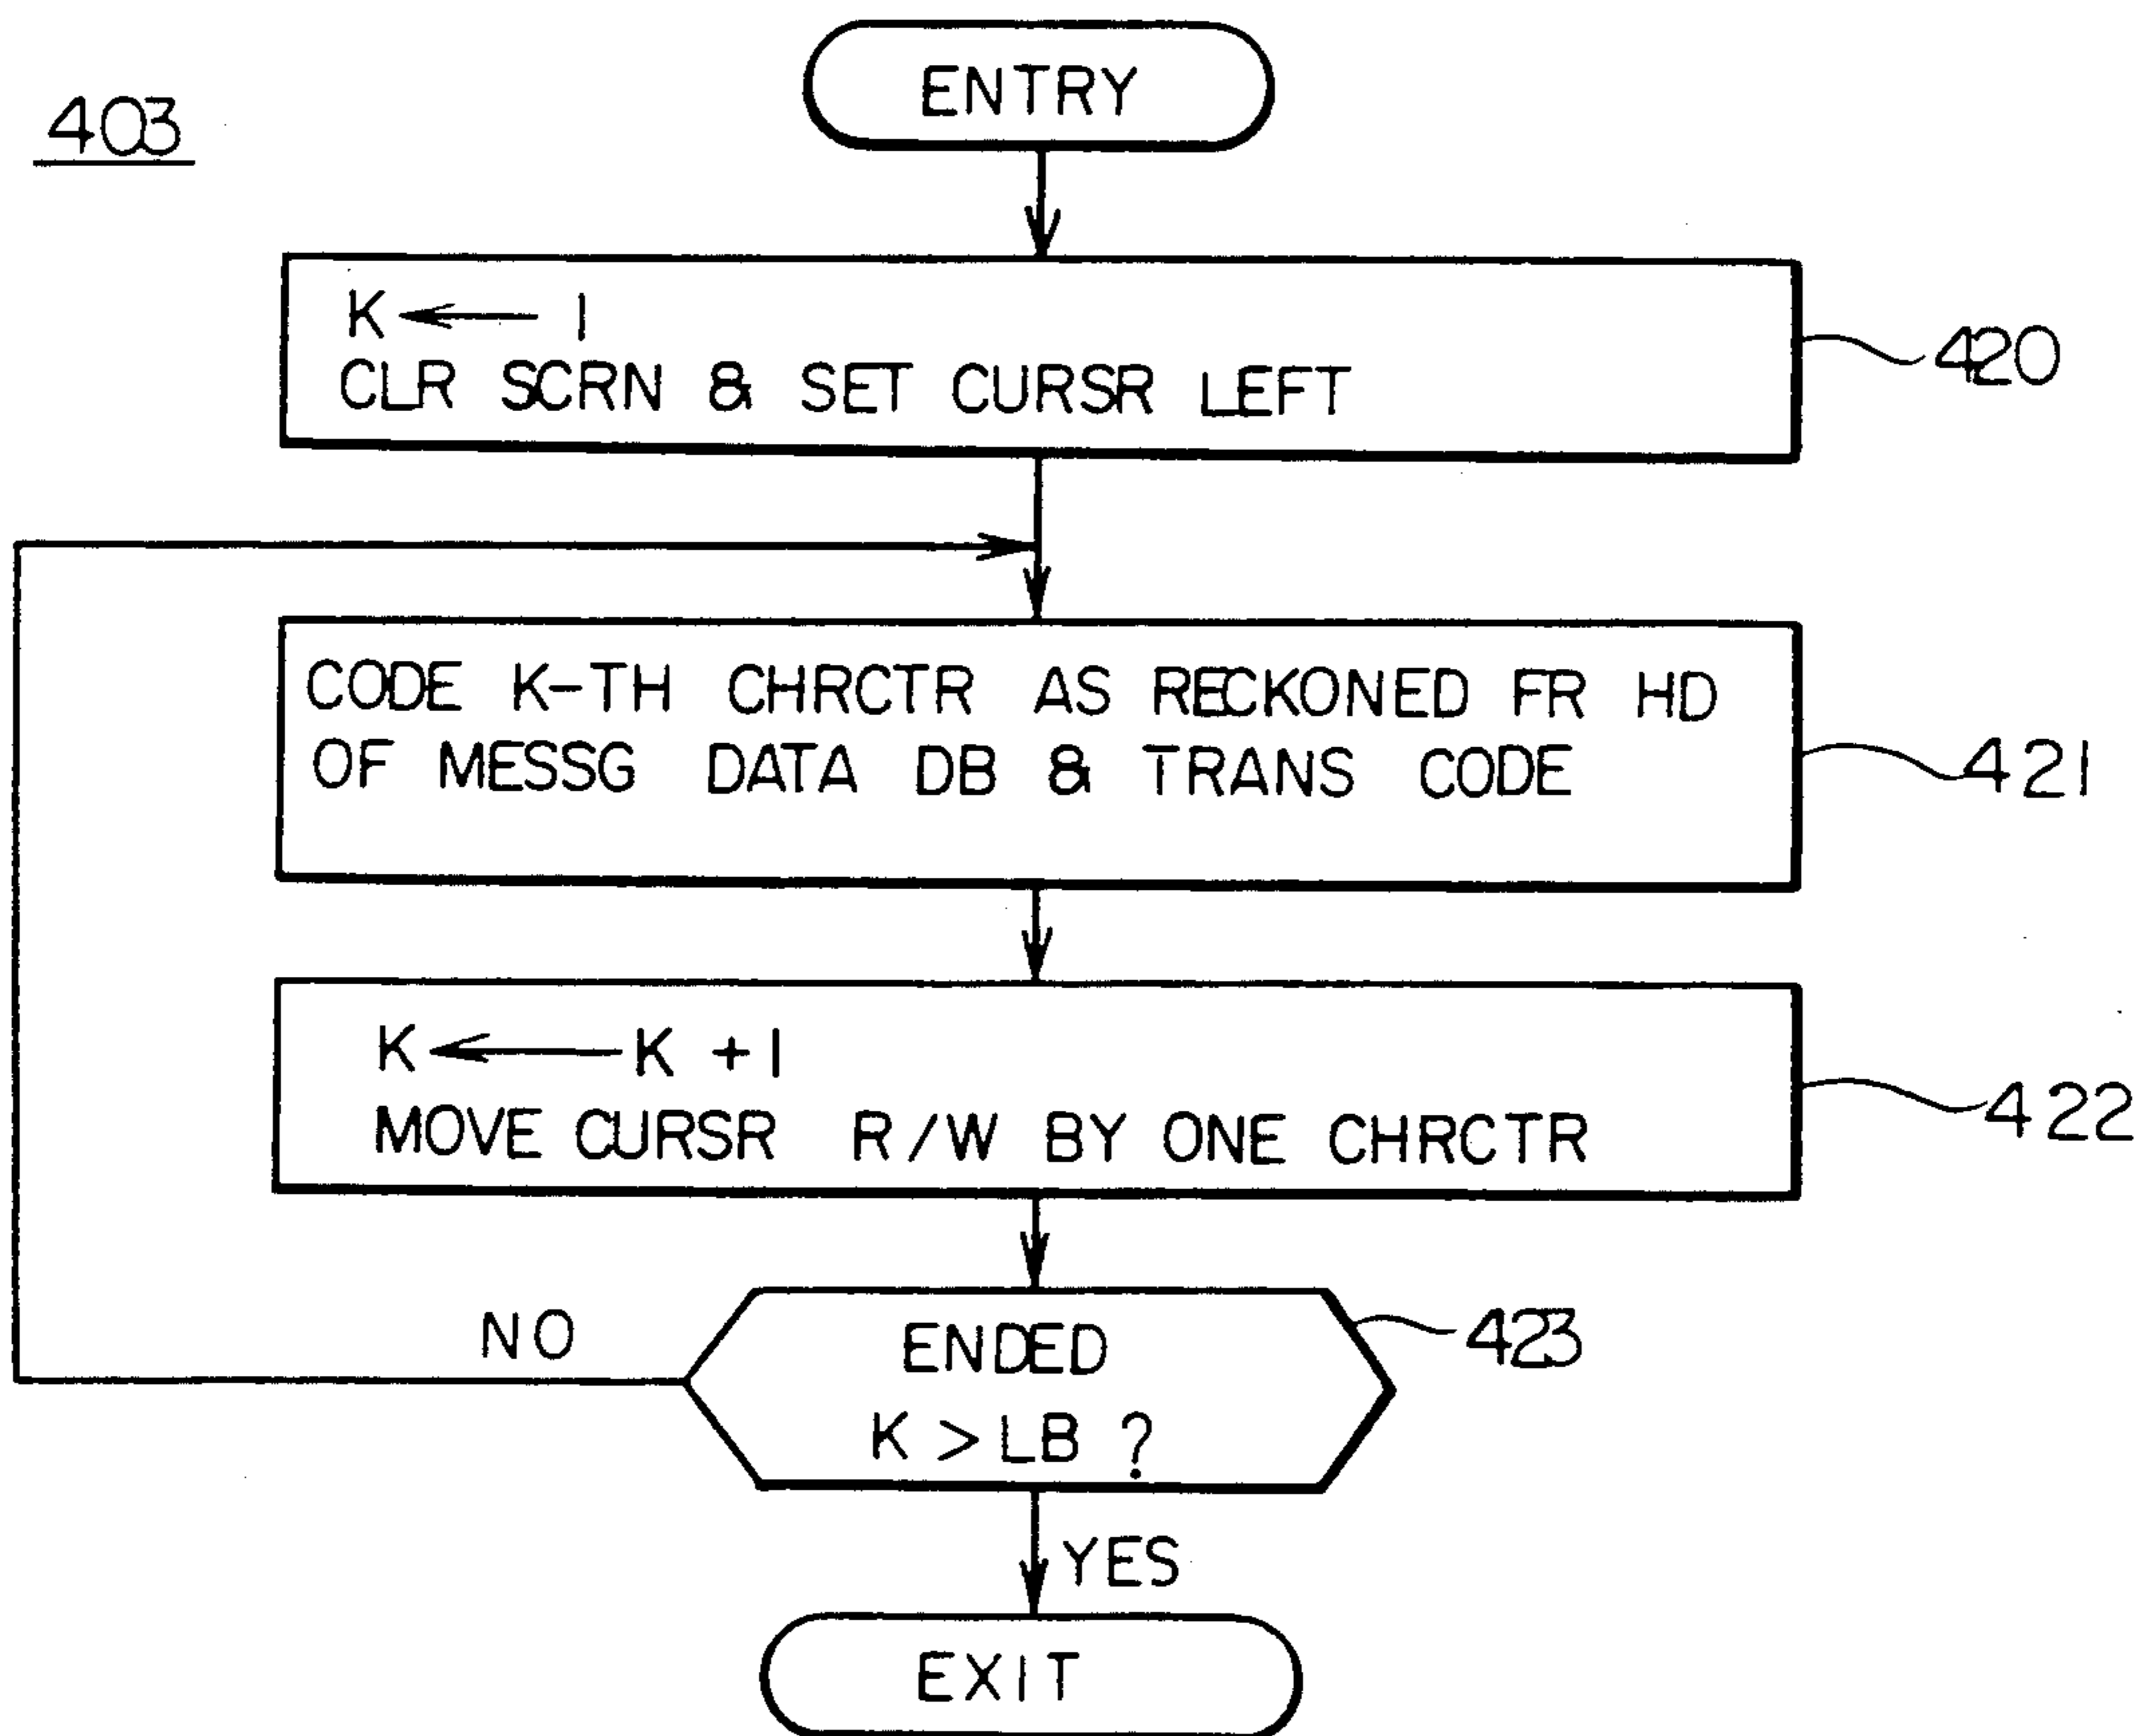 403
ENTRY
K ← 1
CLR SCRN & SET CURSR LEFT
420
CODE K-TH CHRCTR AS RECKONED FR HD
OF MESSG DATA DB & TRANS CODE
421
K ← K + 1
MOVE CURSR R/W BY ONE CHRCTR
422
NO
ENDED
K > LB ?
423
YES
EXIT